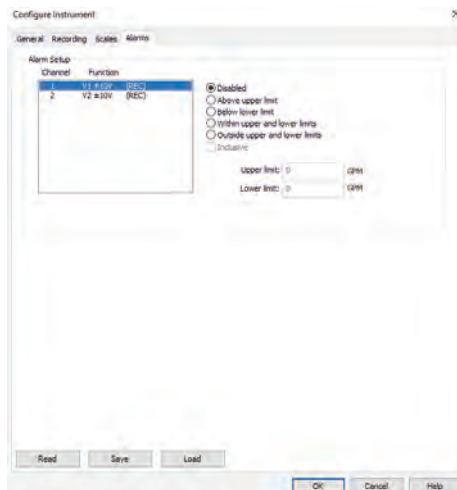 Configure Instrument
General Recording Scales Alarms
Alarm Setup
Channel Function
1 V1 ±10V (REC)
2 V2 ±10V (REC)
Disabled
Above upper limit
Below lower limit
Within upper and lower limits
Outside upper and lower limits
Inclusive
Upper limit: 0 GPM
Lower limit: 0 GPM
Read Save Load
OK Cancel Help